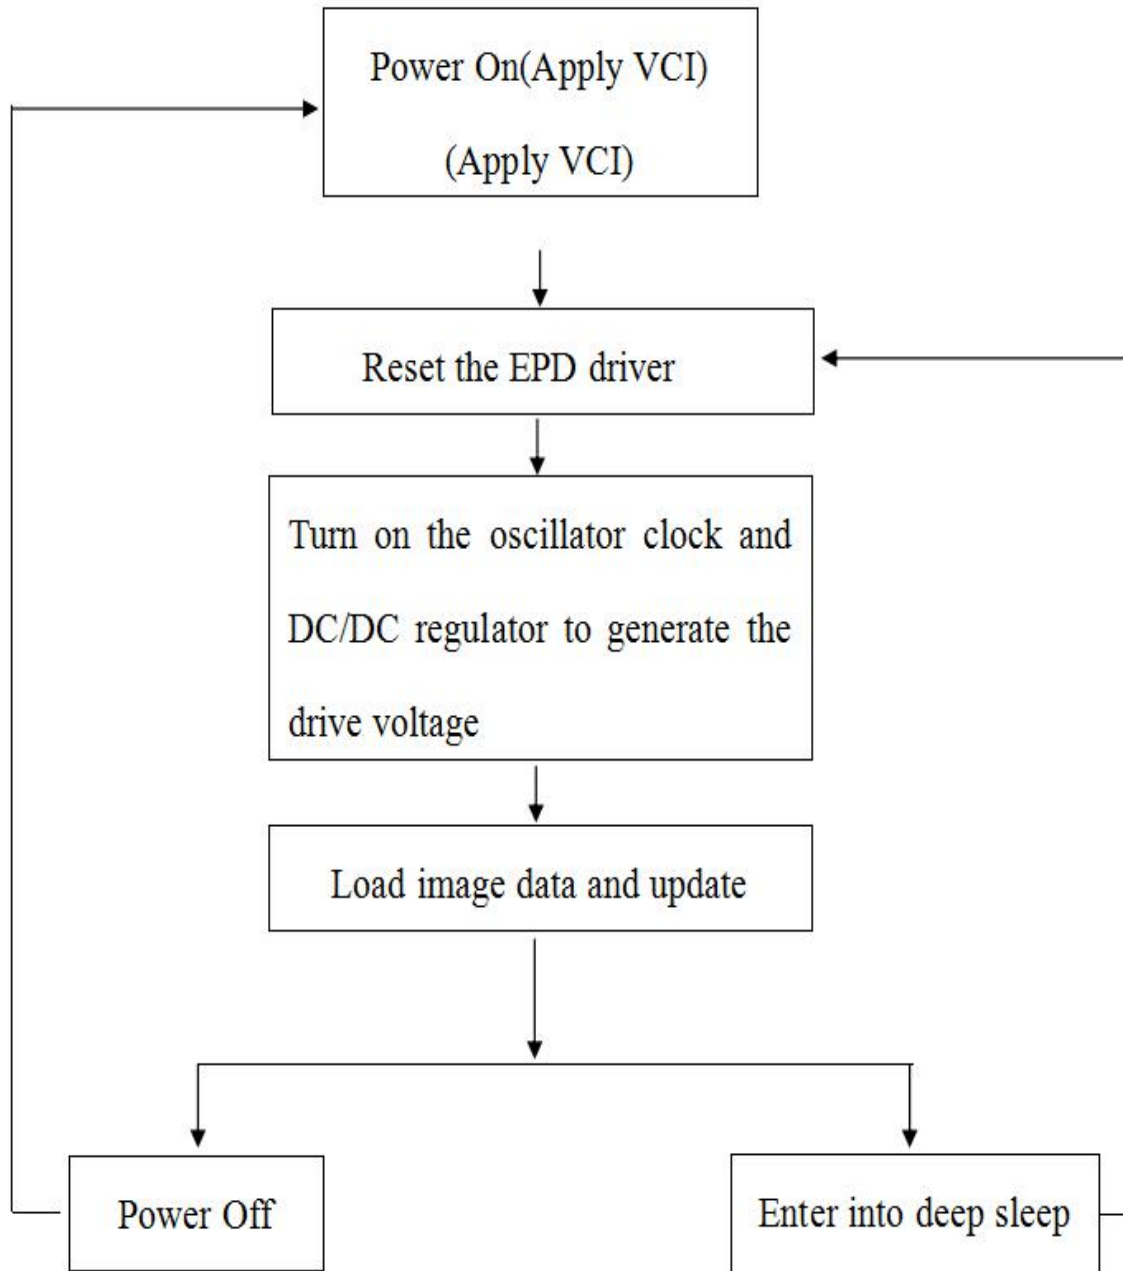 Power On(Apply VCI)
(Apply VCI)
Reset the EPD driver
Turn on the oscillator clock and
DC/DC regulator to generate the
drive voltage
Load image data and update
Power Off
Enter into deep sleep